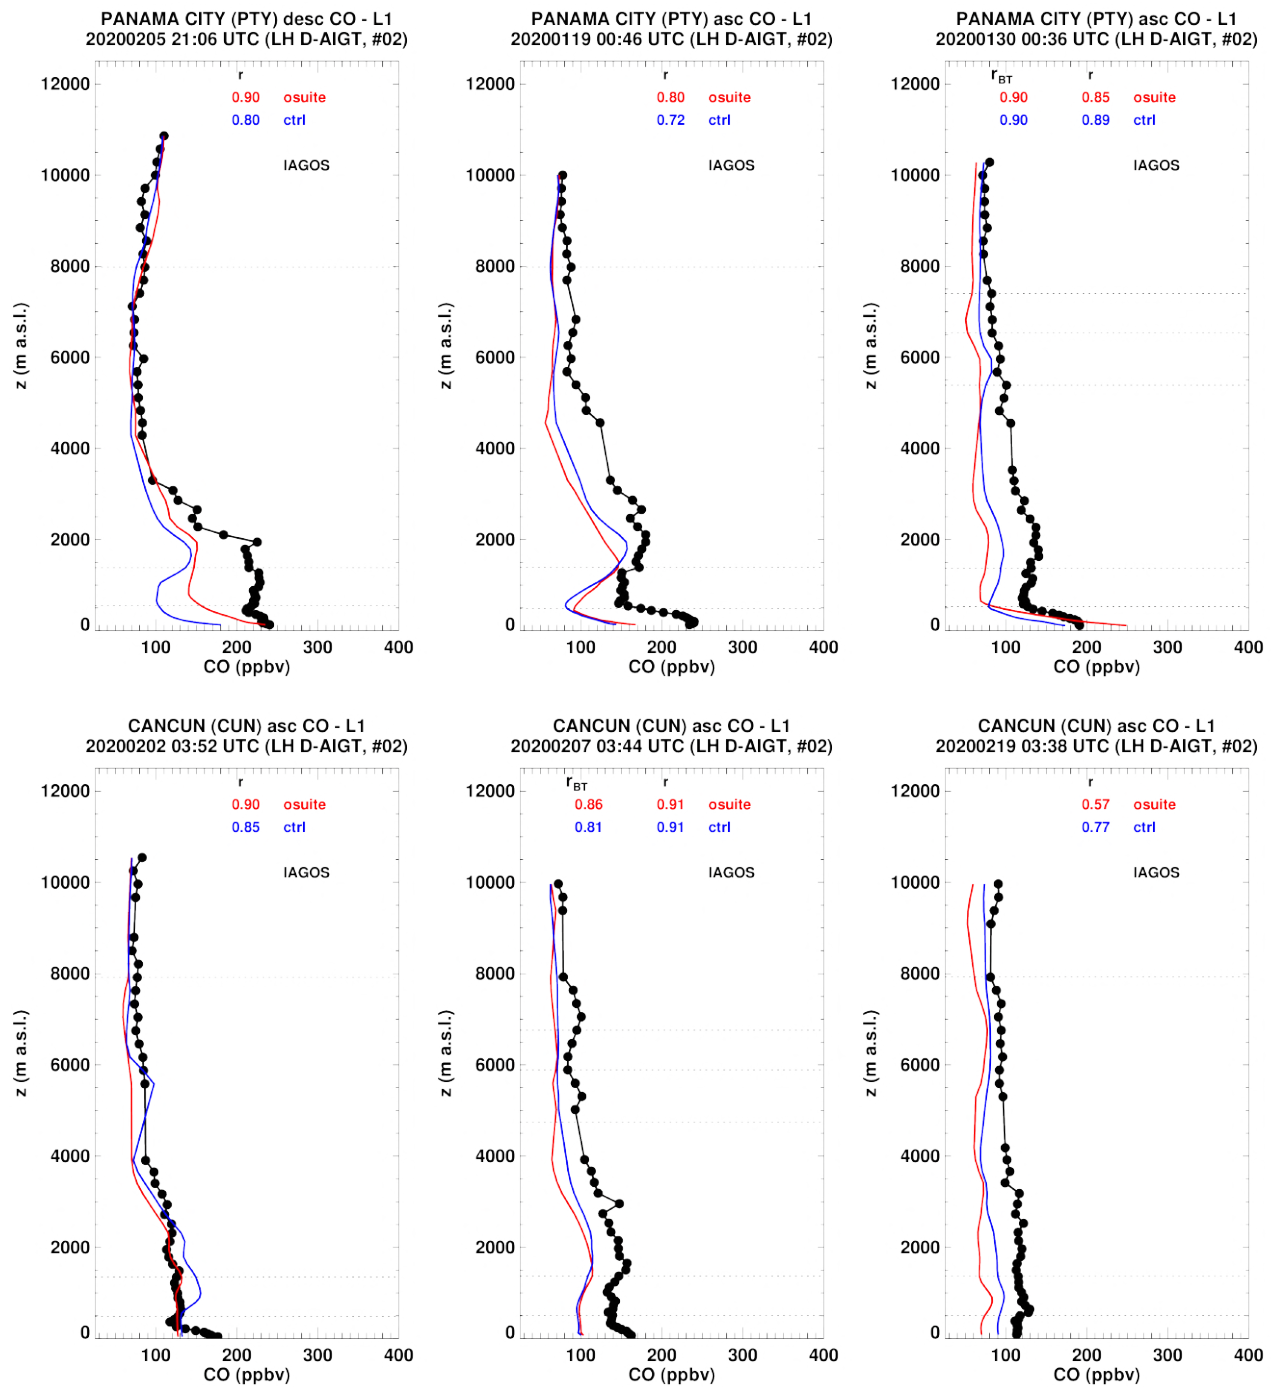 PANAMA CITY (PTY) desc CO - L1
20200205 21:06 UTC (LH D-AIGT, #02)
r
0.90 osuite
0.80 ctrl
IAGOS
12000
10000
8000
6000
4000
2000
0
z (m a.s.l.)
100 200 300 400
CO (ppbv)
PANAMA CITY (PTY) asc CO - L1
20200119 00:46 UTC (LH D-AIGT, #02)
r
0.80 osuite
0.72 ctrl
IAGOS
12000
10000
8000
6000
4000
2000
0
z (m a.s.l.)
100 200 300 400
CO (ppbv)
PANAMA CITY (PTY) asc CO - L1
20200130 00:36 UTC (LH D-AIGT, #02)
rBT r
0.90 0.85 osuite
0.90 0.89 ctrl
IAGOS
12000
10000
8000
6000
4000
2000
0
z (m a.s.l.)
100 200 300 400
CO (ppbv)
CANCUN (CUN) asc CO - L1
20200202 03:52 UTC (LH D-AIGT, #02)
r
0.90 osuite
0.85 ctrl
IAGOS
12000
10000
8000
6000
4000
2000
0
z (m a.s.l.)
100 200 300 400
CO (ppbv)
CANCUN (CUN) asc CO - L1
20200207 03:44 UTC (LH D-AIGT, #02)
rBT r
0.86 0.91 osuite
0.81 0.91 ctrl
IAGOS
12000
10000
8000
6000
4000
2000
0
z (m a.s.l.)
100 200 300 400
CO (ppbv)
CANCUN (CUN) asc CO - L1
20200219 03:38 UTC (LH D-AIGT, #02)
r
0.57 osuite
0.77 ctrl
IAGOS
12000
10000
8000
6000
4000
2000
0
z (m a.s.l.)
100 200 300 400
CO (ppbv)